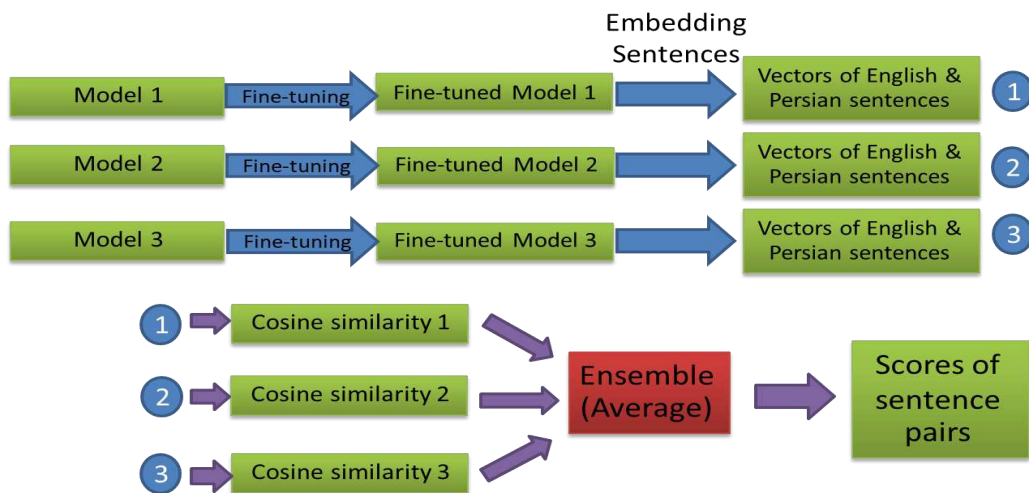 Embedding
Sentences
Model 1
Fine-tuning
Fine-tuned Model 1
Vectors of English &
Persian sentences
1
Model 2
Fine-tuning
Fine-tuned Model 2
Vectors of English &
Persian sentences
2
Model 3
Fine-tuning
Fine-tuned Model 3
Vectors of English &
Persian sentences
3
1
Cosine similarity 1
2
Cosine similarity 2
3
Cosine similarity 3
Ensemble
(Average)
Scores of
sentence
pairs